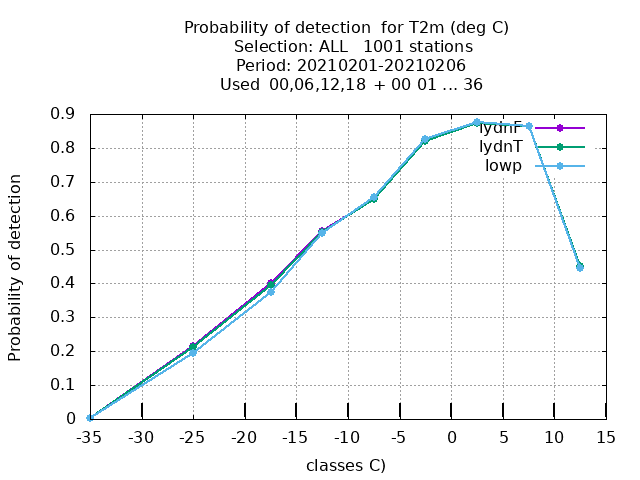 Probability of detection  for T2m (deg C)
Selection: ALL   1001 stations
Period: 20210201-20210206
Used  00,06,12,18  + 00 01 ... 36
Probability of detection
0.9
0.8
0.7
0.6
0.5
0.4
0.3
0.2
0.1
0
lydnF
lydnT
lowp
-35
-30
-25
-20
-15
-10
-5
0
5
10
15
classes C)